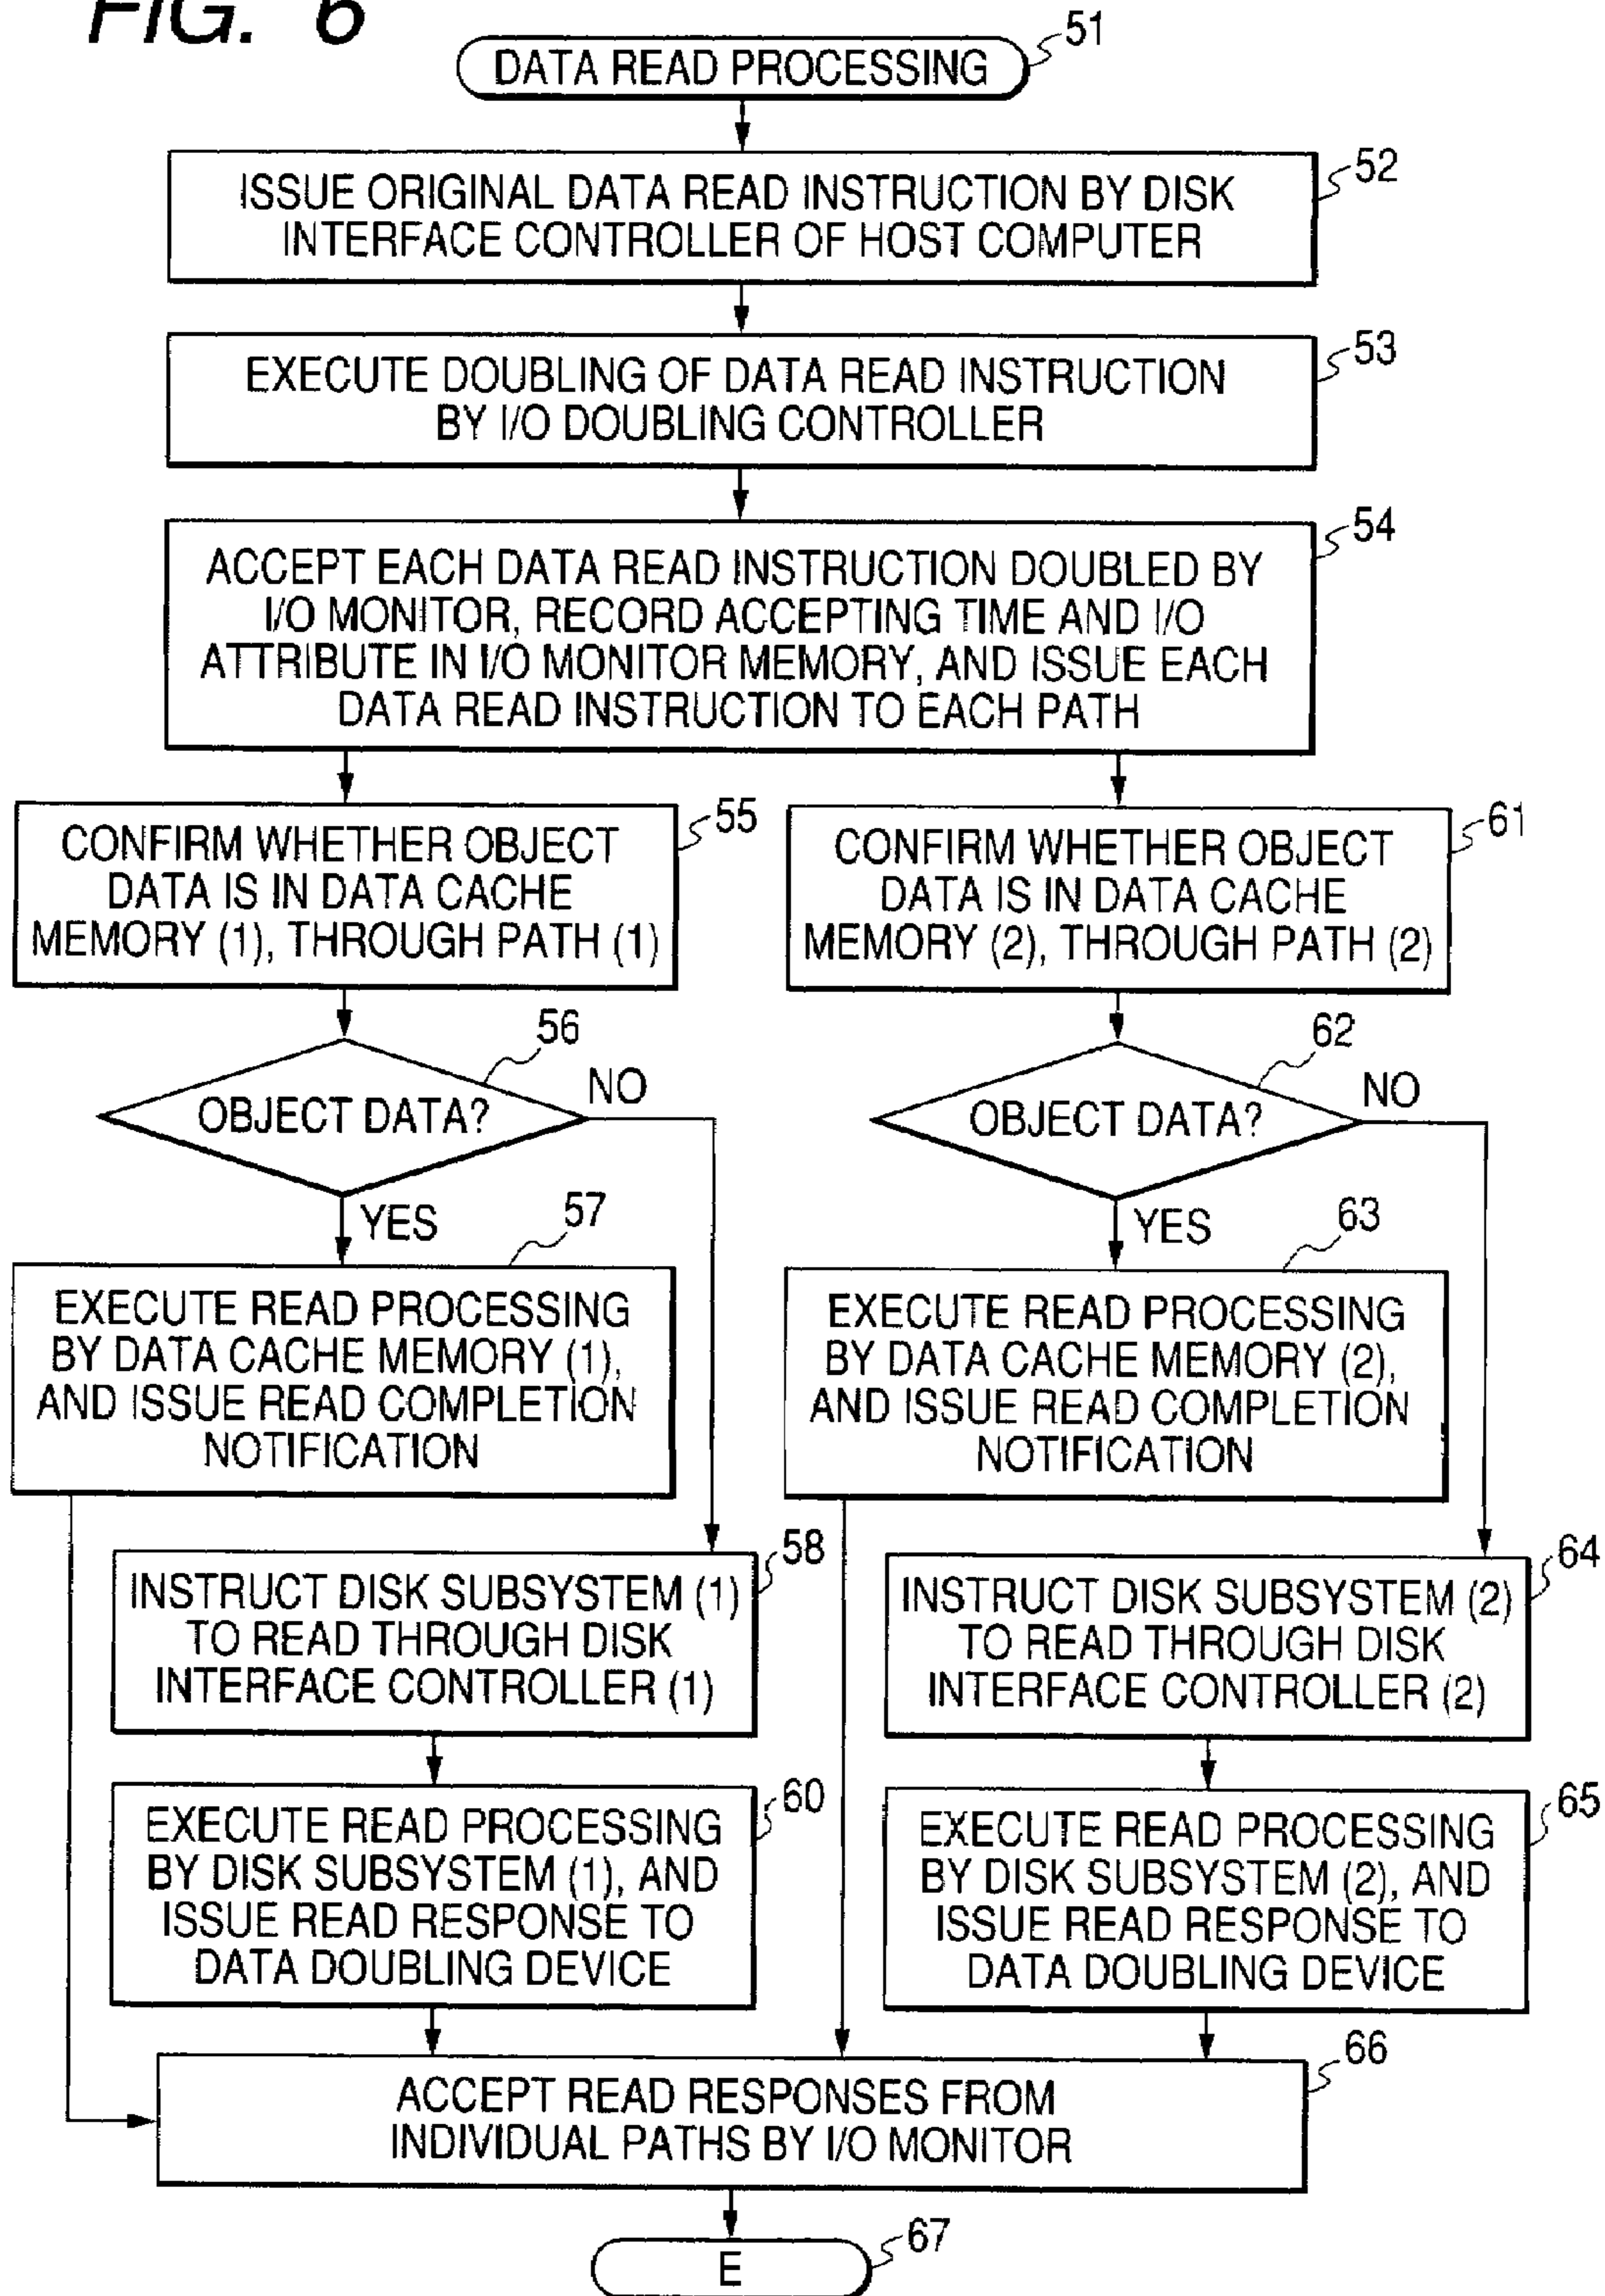 FIG. 6
DATA READ PROCESSING
51
ISSUE ORIGINAL DATA READ INSTRUCTION BY DISK
INTERFACE CONTROLLER OF HOST COMPUTER
52
EXECUTE DOUBLING OF DATA READ INSTRUCTION
BY I/O DOUBLING CONTROLLER
53
ACCEPT EACH DATA READ INSTRUCTION DOUBLED BY
I/O MONITOR, RECORD ACCEPTING TIME AND I/O
ATTRIBUTE IN I/O MONITOR MEMORY, AND ISSUE EACH
DATA READ INSTRUCTION TO EACH PATH
54
CONFIRM WHETHER OBJECT
DATA IS IN DATA CACHE
MEMORY (1), THROUGH PATH (1)
55
OBJECT DATA?
56
NO
YES
EXECUTE READ PROCESSING
BY DATA CACHE MEMORY (1),
AND ISSUE READ COMPLETION
NOTIFICATION
57
INSTRUCT DISK SUBSYSTEM (1)
TO READ THROUGH DISK
INTERFACE CONTROLLER (1)
58
EXECUTE READ PROCESSING
BY DISK SUBSYSTEM (1), AND
ISSUE READ RESPONSE TO
DATA DOUBLING DEVICE
60
CONFIRM WHETHER OBJECT
DATA IS IN DATA CACHE
MEMORY (2), THROUGH PATH (2)
61
OBJECT DATA?
62
NO
YES
EXECUTE READ PROCESSING
BY DATA CACHE MEMORY (2),
AND ISSUE READ COMPLETION
NOTIFICATION
63
INSTRUCT DISK SUBSYSTEM (2)
TO READ THROUGH DISK
INTERFACE CONTROLLER (2)
64
EXECUTE READ PROCESSING
BY DISK SUBSYSTEM (2), AND
ISSUE READ RESPONSE TO
DATA DOUBLING DEVICE
65
ACCEPT READ RESPONSES FROM
INDIVIDUAL PATHS BY I/O MONITOR
66
E
67